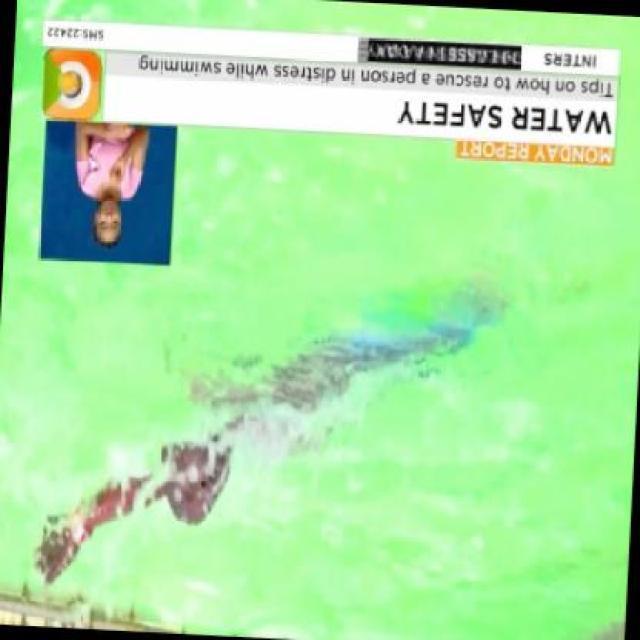 MONDAY REPORT
WATER SAFETY
Tips on how to rescue a person in distress while swimming
INTERS
SMS:22422